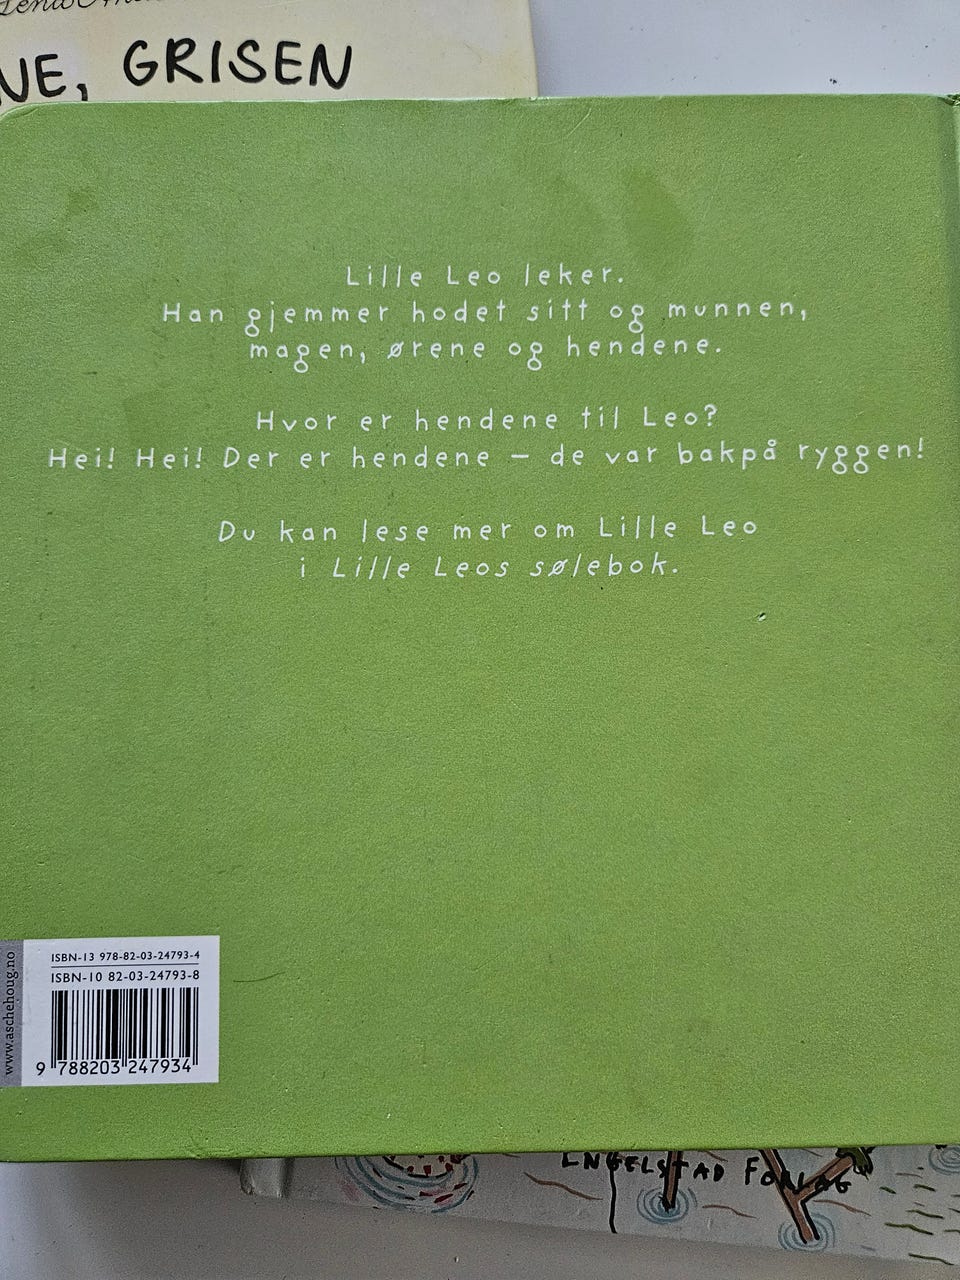 NE, GRISEN
Lille Leo leker.
Han gjemmer hodet sitt og munnen,
magen, ørene og hendene.
Hvor er hendene til Leo?
Hei! Hei! Der er hendene – de var bakpå ryggen!
Du kan lese mer om Lille Leo
i Lille Leos sølebok.
www.aschehoug.no
ISBN-13 978-82-03-24793-4
ISBN-10 82-03-24793-8
9 788203 247934
ENGELSTAD FORLAG